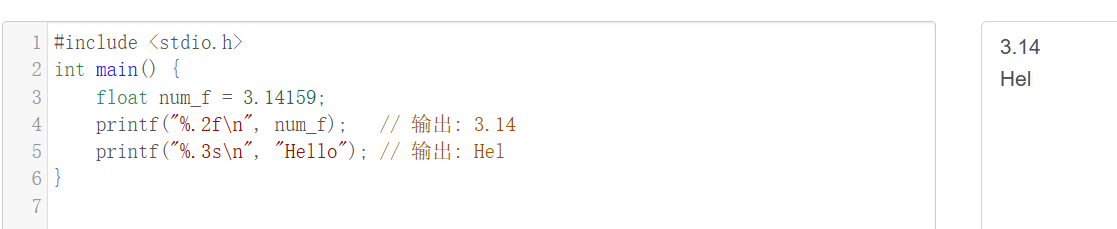 1 #include <stdio.h>
2 int main() {
3     float num_f = 3.14159;
4     printf("%.2f\n", num_f);   // 输出: 3.14
5     printf("%.3s\n", "Hello"); // 输出: Hel
6 }
7
3.14
Hel